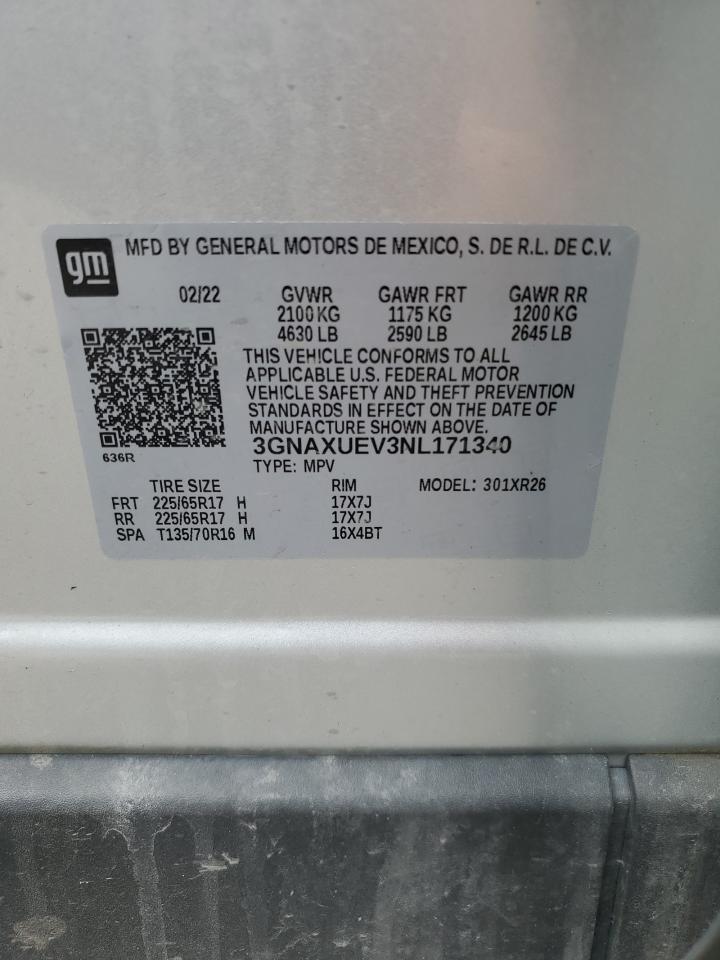 gm MFD BY GENERAL MOTORS DE MEXICO, S. DE R.L. DE C.V.
02/22 GVWR GAWR FRT GAWR RR
2100 KG 1175 KG 1200 KG
4630 LB 2590 LB 2645 LB
THIS VEHICLE CONFORMS TO ALL
APPLICABLE U.S. FEDERAL MOTOR
VEHICLE SAFETY AND THEFT PREVENTION
STANDARDS IN EFFECT ON THE DATE OF
MANUFACTURE SHOWN ABOVE.
3GNAXUEV3NL171340
636R
TYPE: MPV
TIRE SIZE RIM MODEL: 301XR26
FRT 225/65R17 H 17X7J
RR 225/65R17 H 17X7J
SPA T135/70R16 M 16X4BT